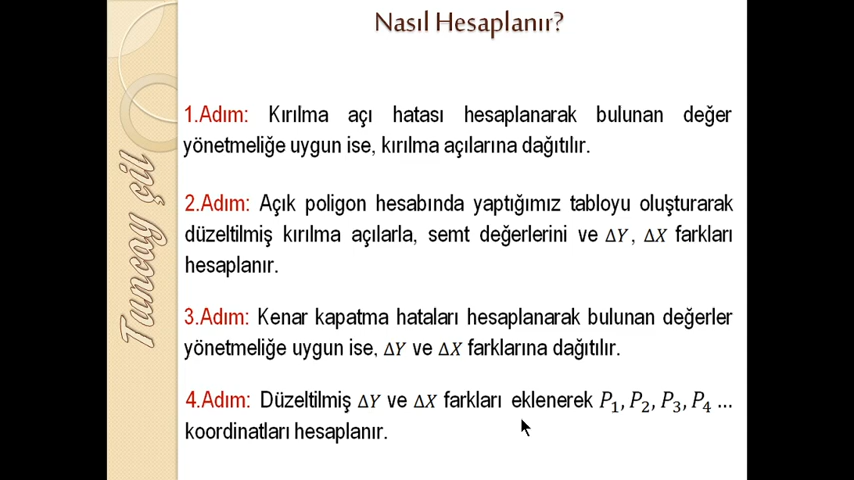 Nasıl Hesaplanır?
1.Adım: Kırılma açı hatası hesaplanarak bulunan değer
yönetmeliğe uygun ise, kırılma açılarına dağıtılır.
2.Adım: Açık poligon hesabında yaptığımız tabloyu oluşturarak
düzeltilmiş kırılma açılarla, semt değerlerini ve ΔY, ΔX farkları
hesaplanır.
3.Adım: Kenar kapatma hataları hesaplanarak bulunan değerler
yönetmeliğe uygun ise, ΔY ve ΔX farklarına dağıtılır.
4.Adım: Düzeltilmiş ΔY ve ΔX farkları eklenerek P₁, P₂, P₃, P₄ ...
koordinatları hesaplanır.
Tuncay çil